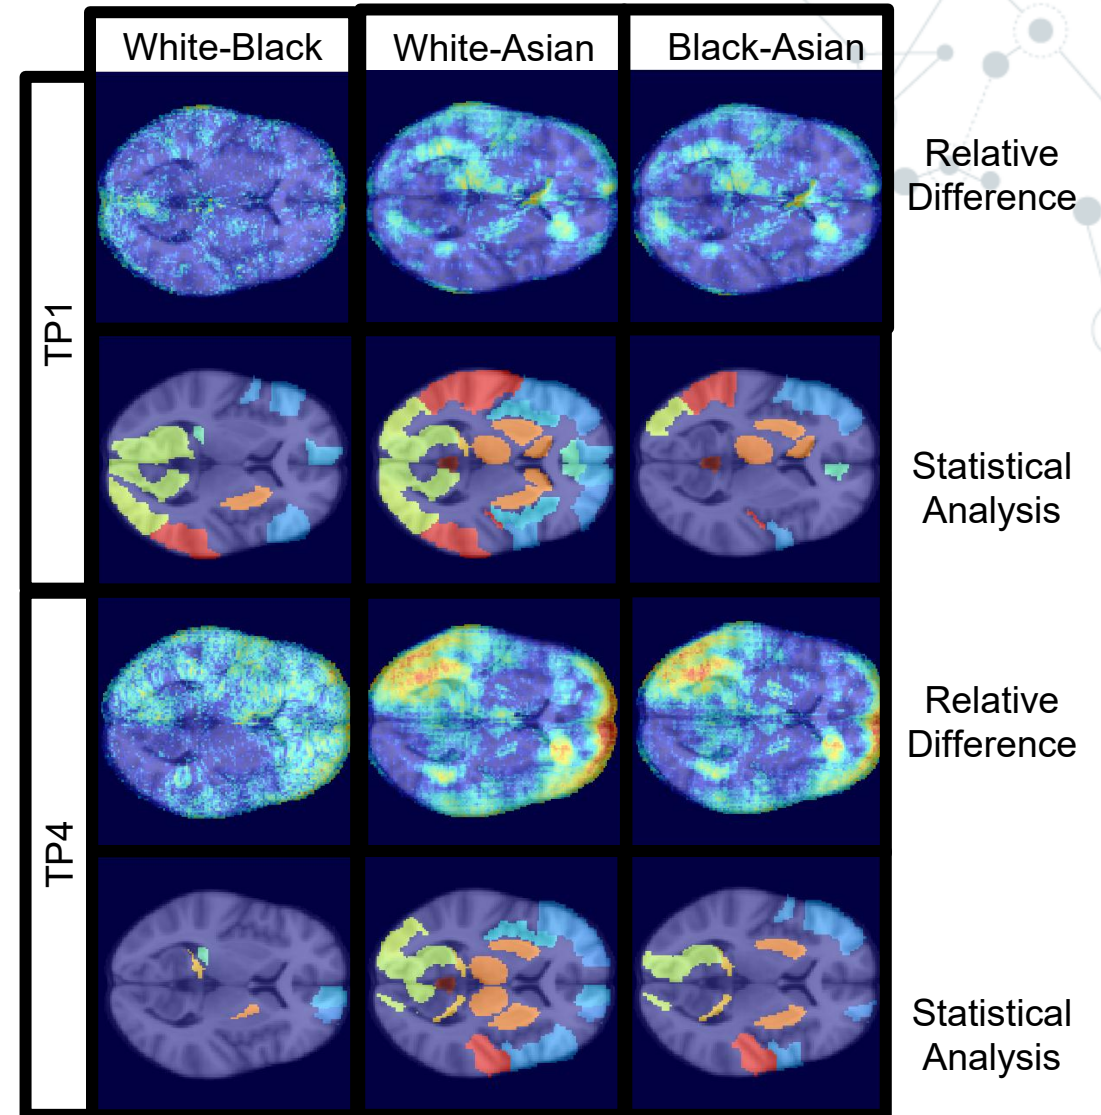 White-Black
White-Asian
Black-Asian
TP1
Relative
Difference
Statistical
Analysis
TP4
Relative
Difference
Statistical
Analysis